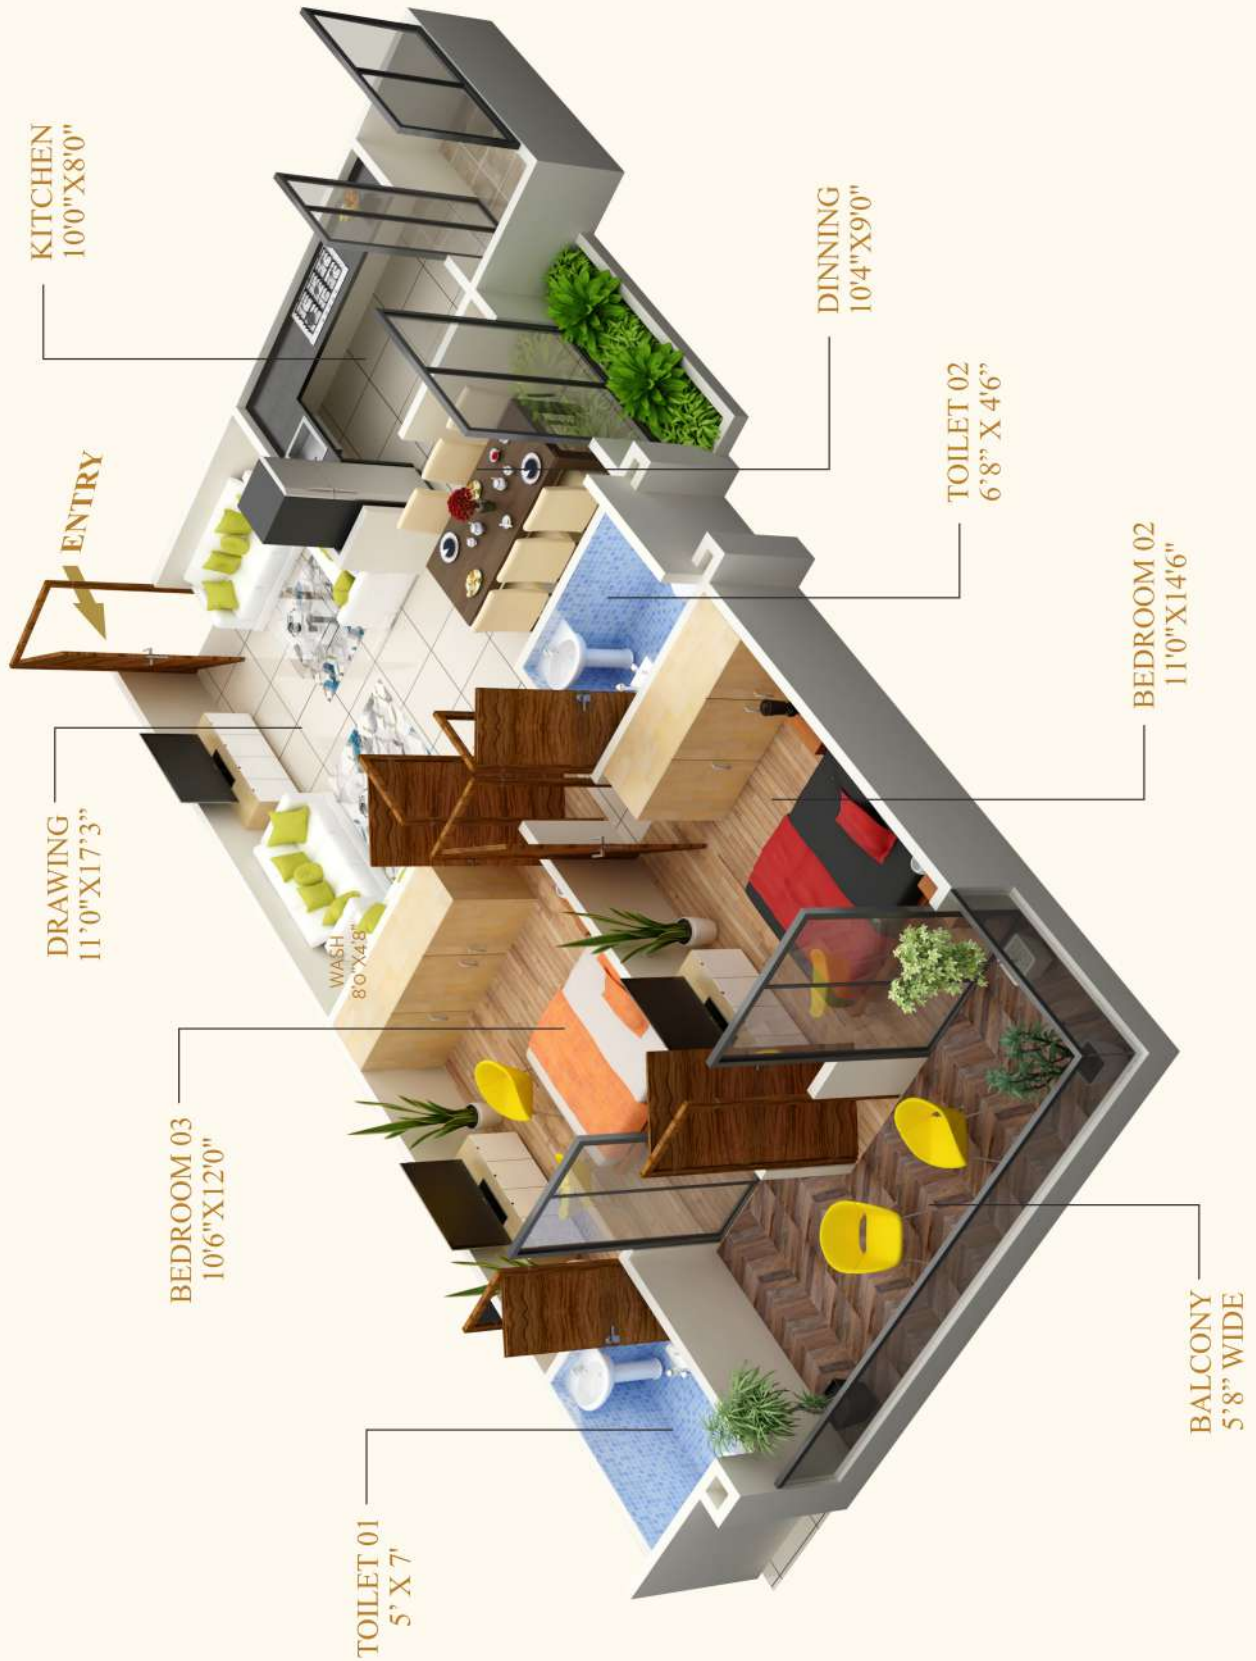 KITCHEN
10'0"X8'0"
DRAWING
11’0"X17’3”
ENTRY
BEDROOM 03
10'6"X12'0"
WASH
8'0"X4'8"
TOILET 01
5’ X 7'
DINNING
10'4"X9'0"
TOILET 02
6’8” X 4'6”
BEDROOM 02
11'0"X14'6"
BALCONY
5’8” WIDE